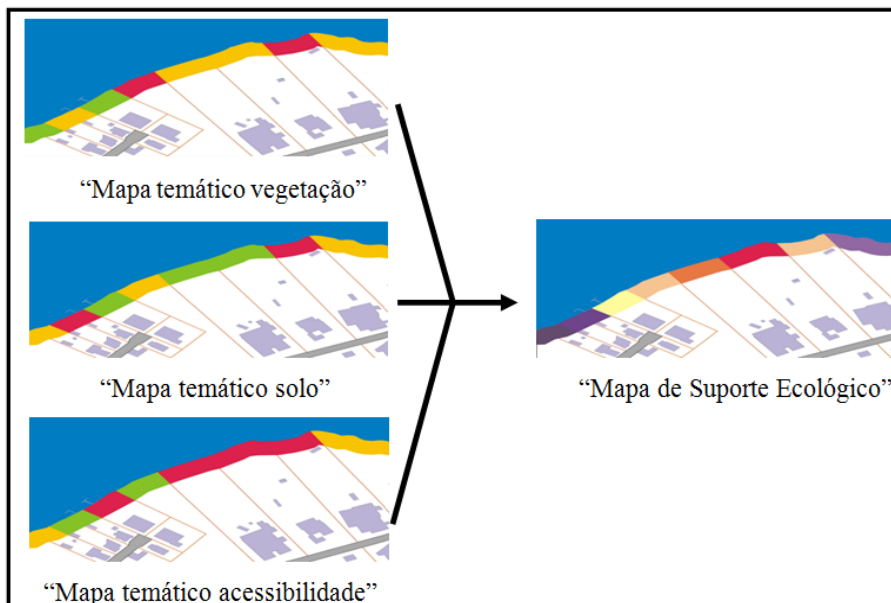 “Mapa temático vegetação”
“Mapa temático solo”
“Mapa de Suporte Ecológico”
“Mapa temático acessibilidade”